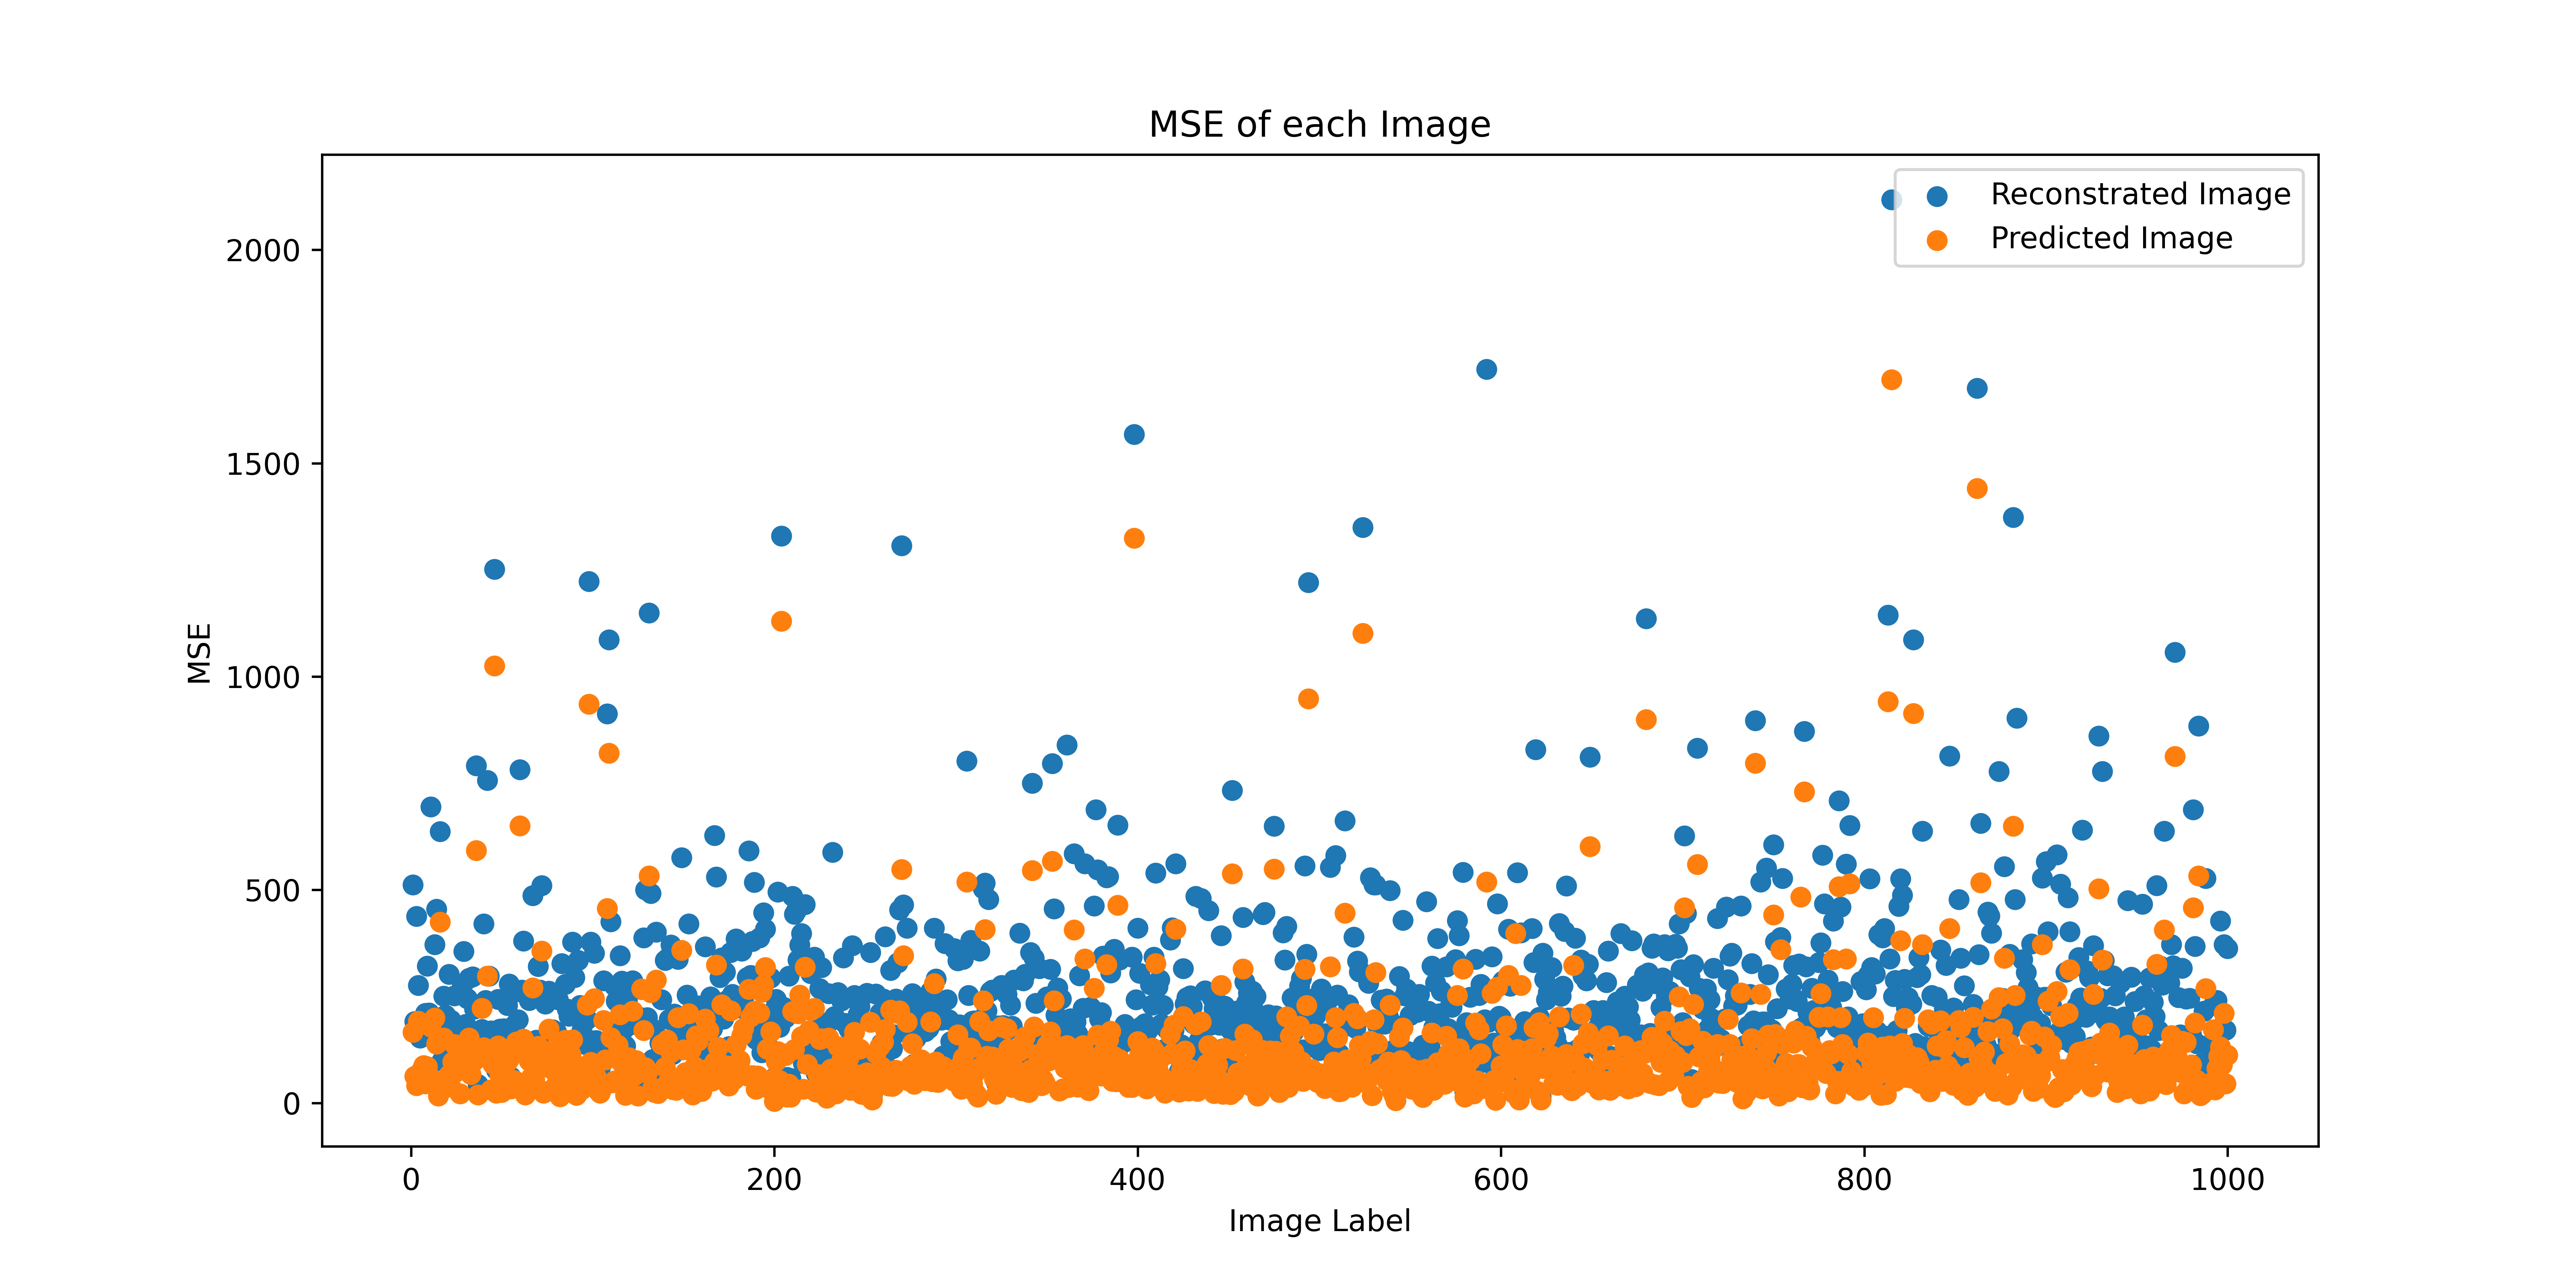 MSE of each Image
Reconstrated Image
Predicted Image
2000
1500
1000
500
0
MSE
0 200 400 600 800 1000
Image Label